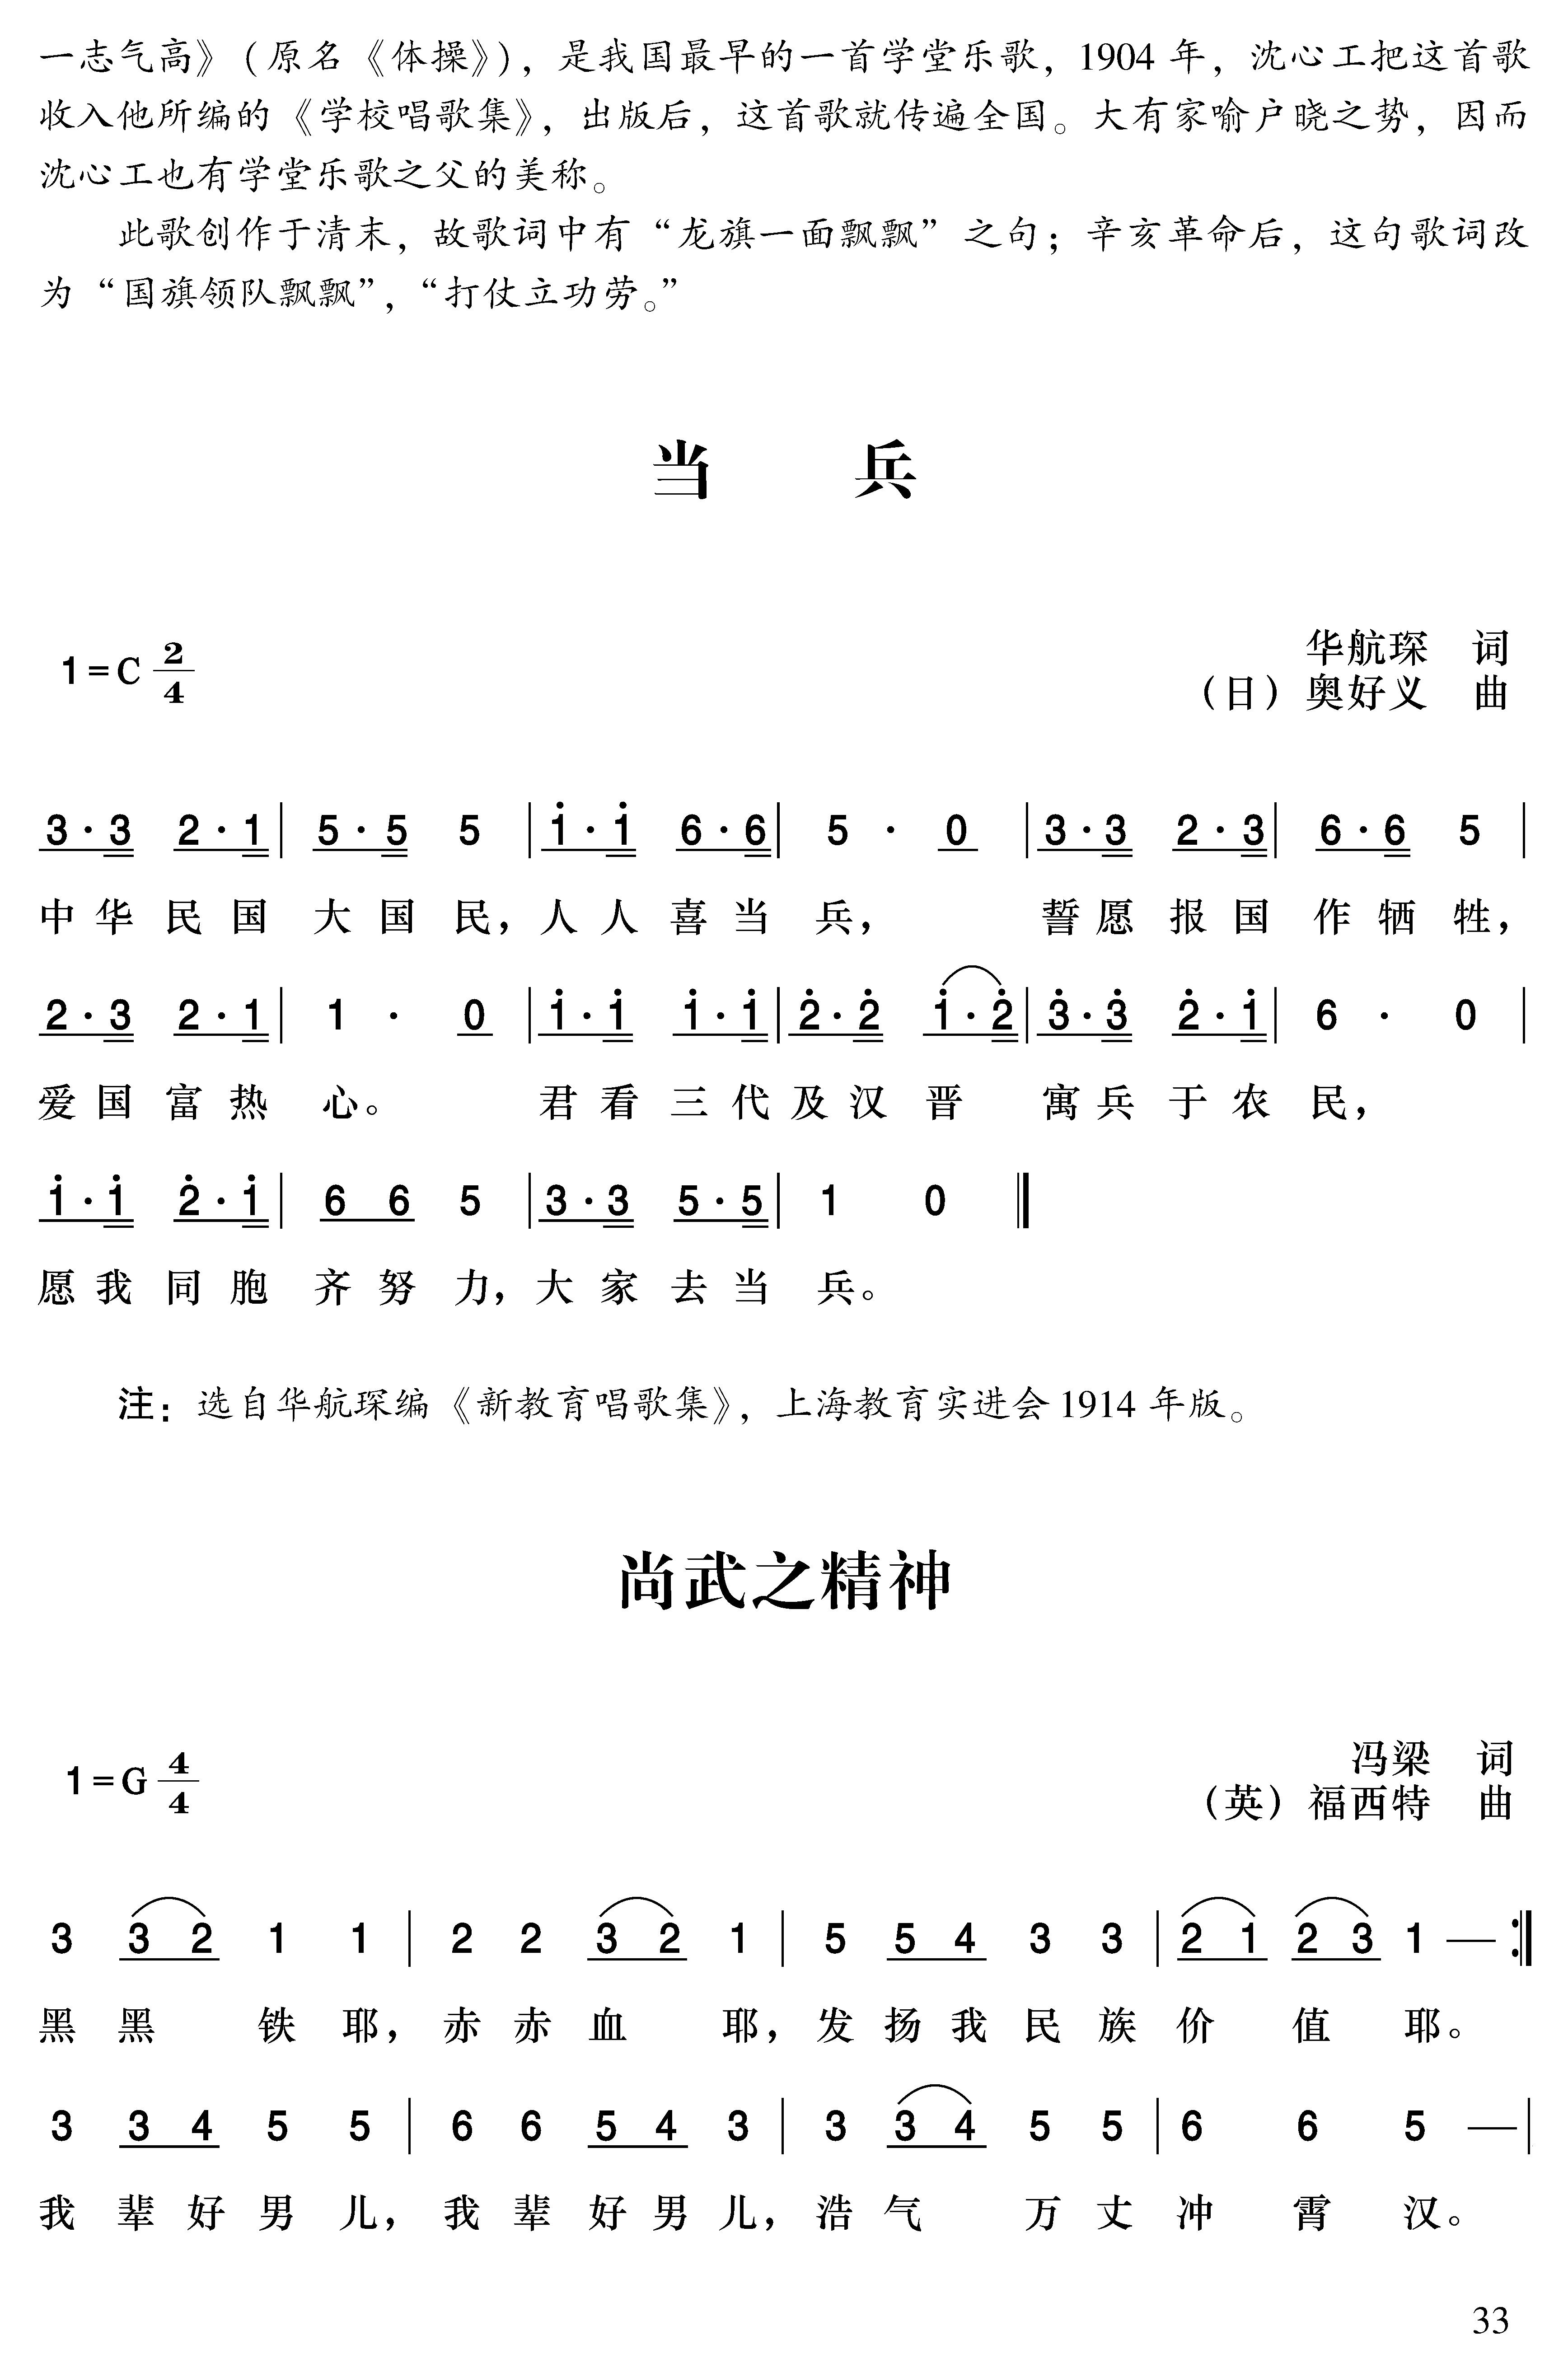 一志气高》(原名《体操》)，是我国最早的一首学堂乐歌，1904 年，沈心工把这首歌
收入他所编的《学校唱歌集》，出版后，这首歌就传遍全国。大有家喻户晓之势，因而
沈心工也有学堂乐歌之父的美称。
此歌创作于清末，故歌词中有“龙旗一面飘飘”之句；辛亥革命后，这句歌词改
为“国旗领队飘飘”，“打仗立功劳。”
当 兵
1=C 2/4
华航琛 词
（日）奥好义 曲
3·3 2·1 | 5·5 5 | i·i 6·6 | 5 · 0 | 3·3 2·3 | 6·6 5 |
中华民国大国民，人人喜当兵， 誓愿报国作牺牲，
2·3 2·1 | 1 · 0 | i·i i·i | 2̇·2̇ i·2̇ | 3̇·3̇ 2̇·i | 6 · 0 |
爱国富热心。 君看三代及汉晋 寓兵于农民，
i·i 2̇·i | 6 6 5 | 3·3 5·5 | 1 0 ‖
愿我同胞齐努力，大家去当兵。
注：选自华航琛编《新教育唱歌集》，上海教育实进会 1914 年版。
尚武之精神
1=G 4/4
冯梁 词
（英）福西特 曲
3 3 2 1 1 | 2 2 3 2 1 | 5 5 4 3 3 | 2 1 2 3 1 — :‖
黑黑 铁耶，赤赤血 耶，发扬我民族价 值 耶。
3 3 4 5 5 | 6 6 5 4 3 | 3 3 4 5 5 | 6 6 5 — |
我辈好男儿，我辈好男儿，浩气 万丈冲 霄 汉。
33